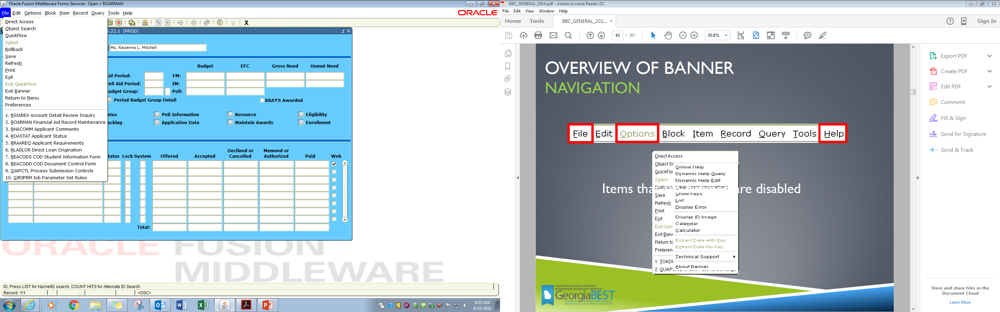 Oracle Fusion Middleware Forms Services: Open > ROARMAN
File Edit Options Block Item Record Query Tools Help
ORACLE
Direct Access
Object Search
QuickFlow
Select
Rollback
Save
Refresh
Print
Exit
Exit QuickFlow
Exit Banner
Return to Menu
Preferences
1. RSIAREV Account Detail Review Inquiry
2. ROARMAN Financial Aid Record Maintenance
3. RHACOMM Applicant Comments
4. ROASTAT Applicant Status
5. RRAAREQ Applicant Requirements
6. RLADLOR Direct Loan Origination
7. REACODS COD Student Information Form
8. REACODD COD Document Control Form
9. GJAPCTL Process Submission Controls
10. GJRJPRM Job Parameter Set Rules
.22.1 (PROD)
Ms. Rayanna L. Mitchell
Budget EFC Gross Need Unmet Need
Aid Period: FM:
Pell Aid Period: IM:
Budget Group: Pell:
Period Budget Group Detail BBAYS Awarded
atus Pell Information Resource Eligibility
acking Application Data Maintain Awards Enrollment
Declined or Memoed or
tatus Lock System Offered Accepted Cancelled Authorized Paid Web
Total:
ORACLE FUSION
MIDDLEWARE
ID; Press LIST for Name/ID search, COUNT HITS for Alternate ID Search.
Record: 1/1 ... <OSC>
8:53 AM
8/31/2016
BBC_GENERAL_2014.pdf - Adobe Acrobat Reader DC
File Edit View Window Help
Home Tools BBC_GENERAL_201... × Sign In
43 / 267 93.8%
OVERVIEW OF BANNER
NAVIGATION
File Edit Options Block Item Record Query Tools Help
Items tha are disabled
Direct Access
Object Se
QuickFlo
Select
Rollback
Save
Refresh
Print
Exit
Exit Quic
Exit Bann
Return to
Preferen
1. TOADE
2. GUAP
Online Help
Dynamic Help Query
Dynamic Help Edit
Help (Item Properties)
Show Keys
List
Display Error
Display ID Image
Calendar
Calculator
Extract Data with Key
Extract Data No Key
Technical Support
About Banner
UNIVERSITY SYSTEM OF GEORGIA
INFORMATION TECHNOLOGY SERVICES
GeorgiaBEST
STUDENTS • INTEGRATIONS • FACULTY
TECHNOLOGISTS • ADMINISTRATION
Export PDF
Create PDF
Edit PDF
Comment
Fill & Sign
Send for Signature
Send & Track
Store and share files in the
Document Cloud
Learn More